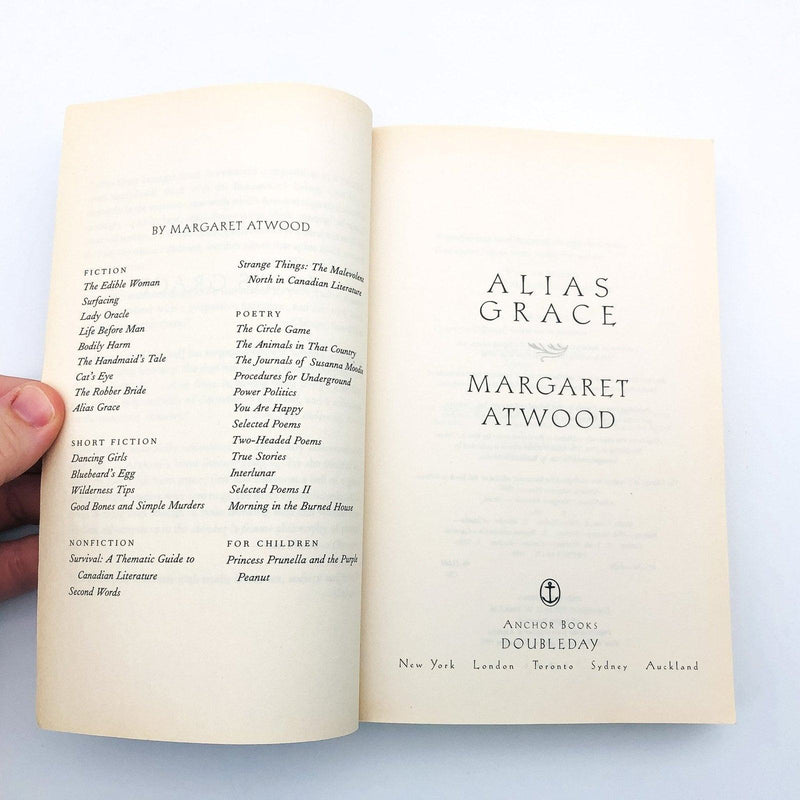 BY MARGARET ATWOOD
FICTION
The Edible Woman
Surfacing
Lady Oracle
Life Before Man
Bodily Harm
The Handmaid's Tale
Cat's Eye
The Robber Bride
Alias Grace
SHORT FICTION
Dancing Girls
Bluebeard's Egg
Wilderness Tips
Good Bones and Simple Murders
NONFICTION
Survival: A Thematic Guide to
Canadian Literature
Second Words
Strange Things: The Malevolent
North in Canadian Literature
POETRY
The Circle Game
The Animals in That Country
The Journals of Susanna Moodie
Procedures for Underground
Power Politics
You Are Happy
Selected Poems
Two-Headed Poems
True Stories
Interlunar
Selected Poems II
Morning in the Burned House
FOR CHILDREN
Princess Prunella and the Purple
Peanut
ALIAS
GRACE
MARGARET
ATWOOD
ANCHOR BOOKS
DOUBLEDAY
New York London Toronto Sydney Auckland